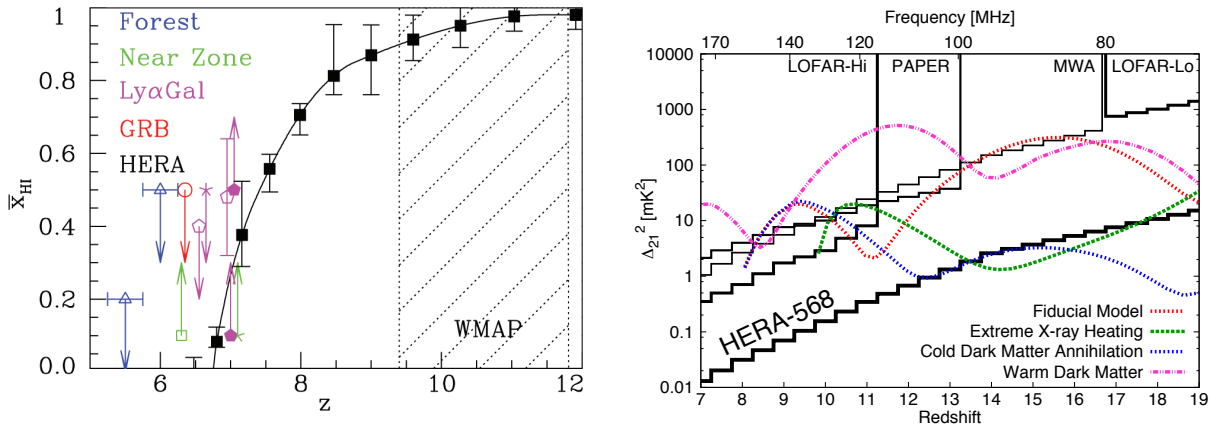 1
0.8
0.6
0.4
0.2
0.0
x̄HI
Forest
Near Zone
LyαGal
GRB
HERA
WMAP
6 8 10 12
z
Frequency [MHz]
170 140 120 100 80
10000
1000
100
10
1
0.1
0.01
Δ21² [mK²]
LOFAR-Hi PAPER MWA LOFAR-Lo
HERA-568
Fiducial Model
Extreme X-ray Heating
Cold Dark Matter Annihilation
Warm Dark Matter
7 8 9 10 11 12 13 14 15 16 17 18 19
Redshift